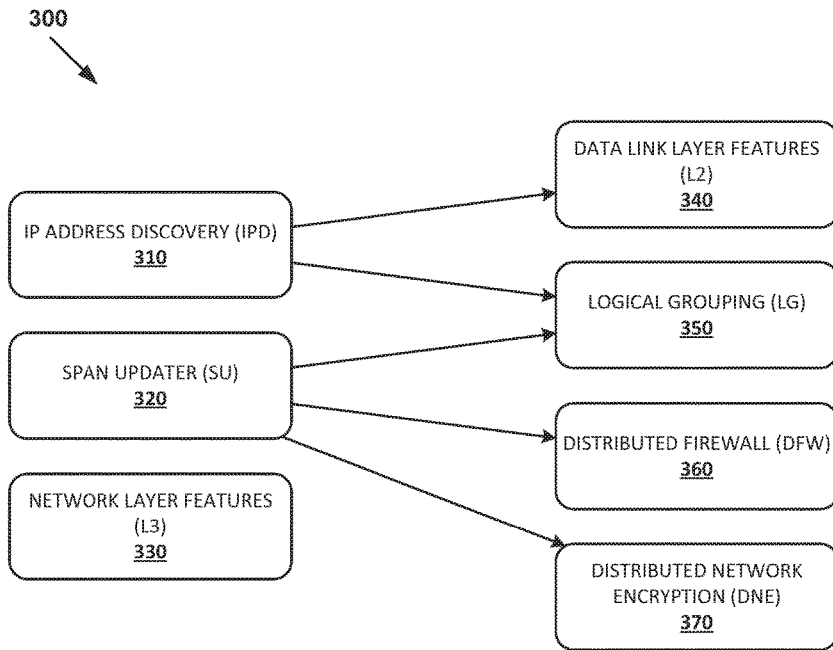 300
IP ADDRESS DISCOVERY (IPD)
310
SPAN UPDATER (SU)
320
NETWORK LAYER FEATURES
(L3)
330
DATA LINK LAYER FEATURES
(L2)
340
LOGICAL GROUPING (LG)
350
DISTRIBUTED FIREWALL (DFW)
360
DISTRIBUTED NETWORK
ENCRYPTION (DNE)
370